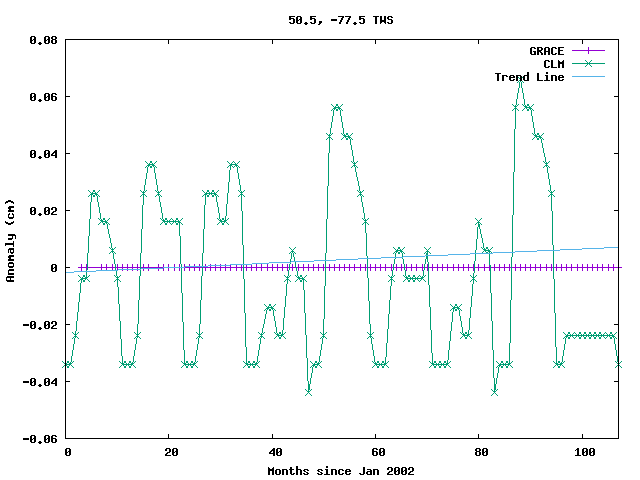 50.5, -77.5 TWS
0.08
GRACE
CLM
Trend Line
0.06
0.04
0.02
0
-0.02
-0.04
-0.06
Anomaly (cm)
0 20 40 60 80 100
Months since Jan 2002